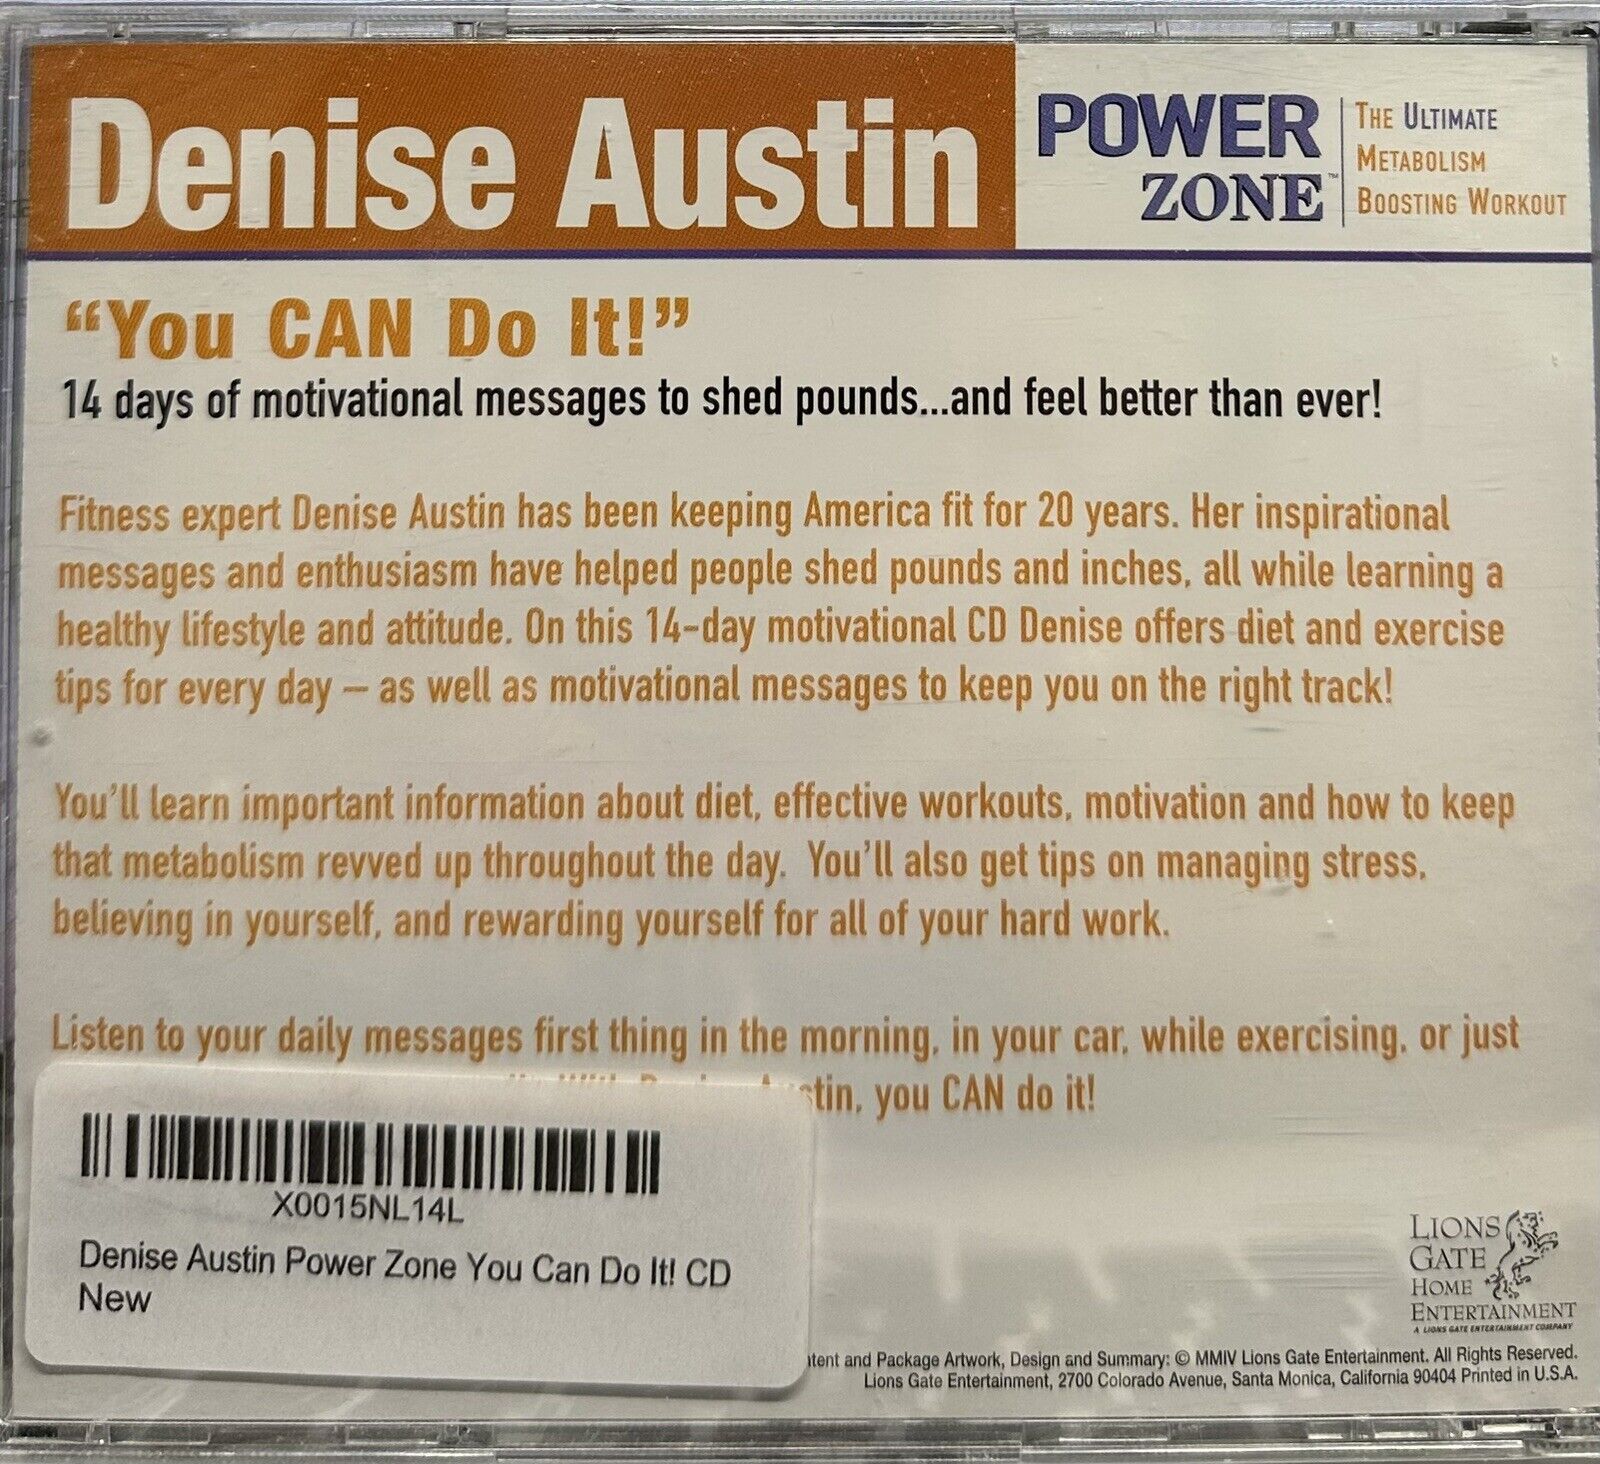 Denise Austin
POWER
ZONE™
THE ULTIMATE
METABOLISM
BOOSTING WORKOUT
“You CAN Do It!”
14 days of motivational messages to shed pounds...and feel better than ever!
Fitness expert Denise Austin has been keeping America fit for 20 years. Her inspirational
messages and enthusiasm have helped people shed pounds and inches, all while learning a
healthy lifestyle and attitude. On this 14-day motivational CD Denise offers diet and exercise
tips for every day – as well as motivational messages to keep you on the right track!
You'll learn important information about diet, effective workouts, motivation and how to keep
that metabolism revved up throughout the day. You'll also get tips on managing stress,
believing in yourself, and rewarding yourself for all of your hard work.
Listen to your daily messages first thing in the morning, in your car, while exercising, or just
you CAN do it!
X0015NL14L
Denise Austin Power Zone You Can Do It! CD
New
LIONS
GATE
HOME
ENTERTAINMENT
A LIONS GATE ENTERTAINMENT COMPANY
and Package Artwork, Design and Summary: © MMIV Lions Gate Entertainment. All Rights Reserved.
Lions Gate Entertainment, 2700 Colorado Avenue, Santa Monica, California 90404 Printed in U.S.A.